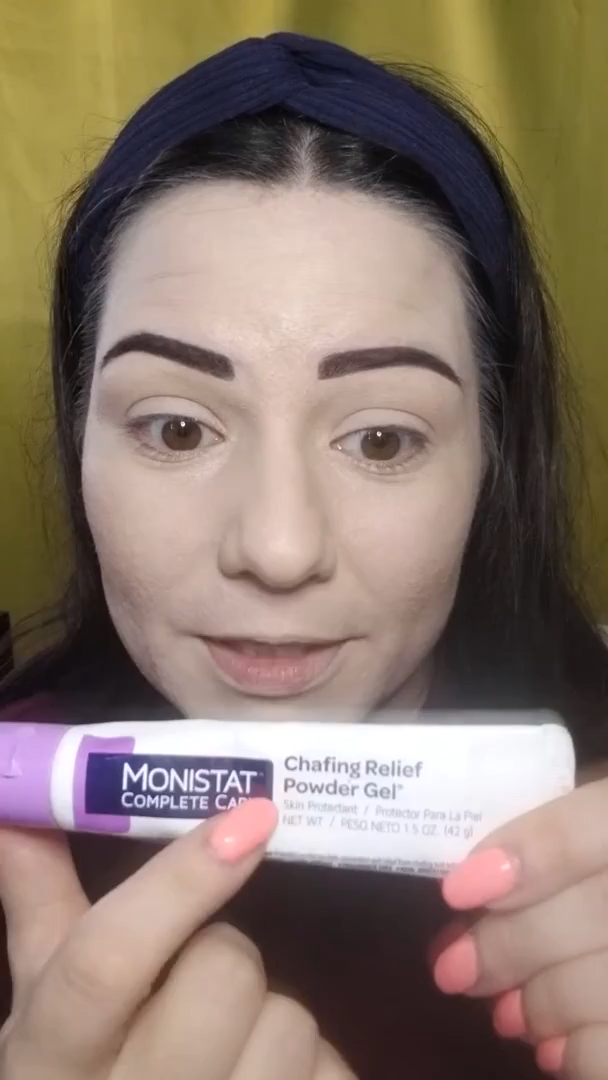 MONISTAT
COMPLETE
Chafing Relief
Powder Gel
Skin Protectant / Protector Para La Piel
NET WT / PESO NETO 1.5 OZ. (42 g)